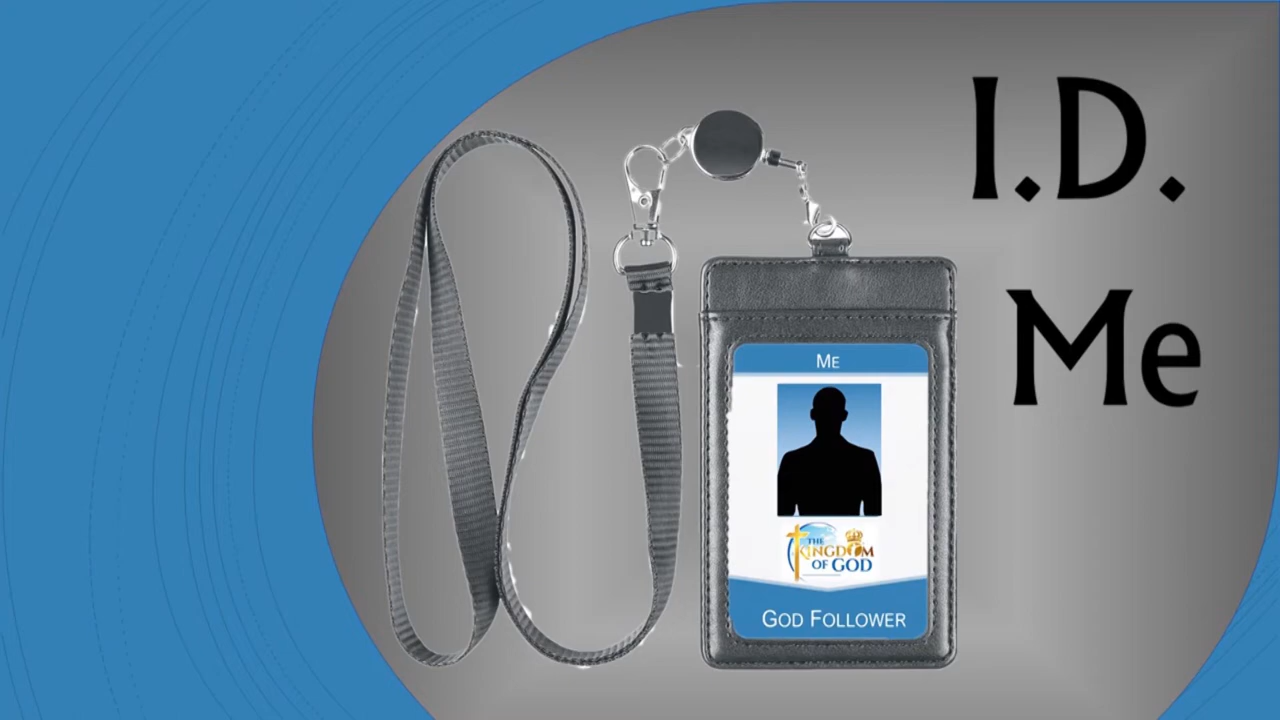 I.D.
Me
Me
THE
KINGDOM
OF GOD
God Follower